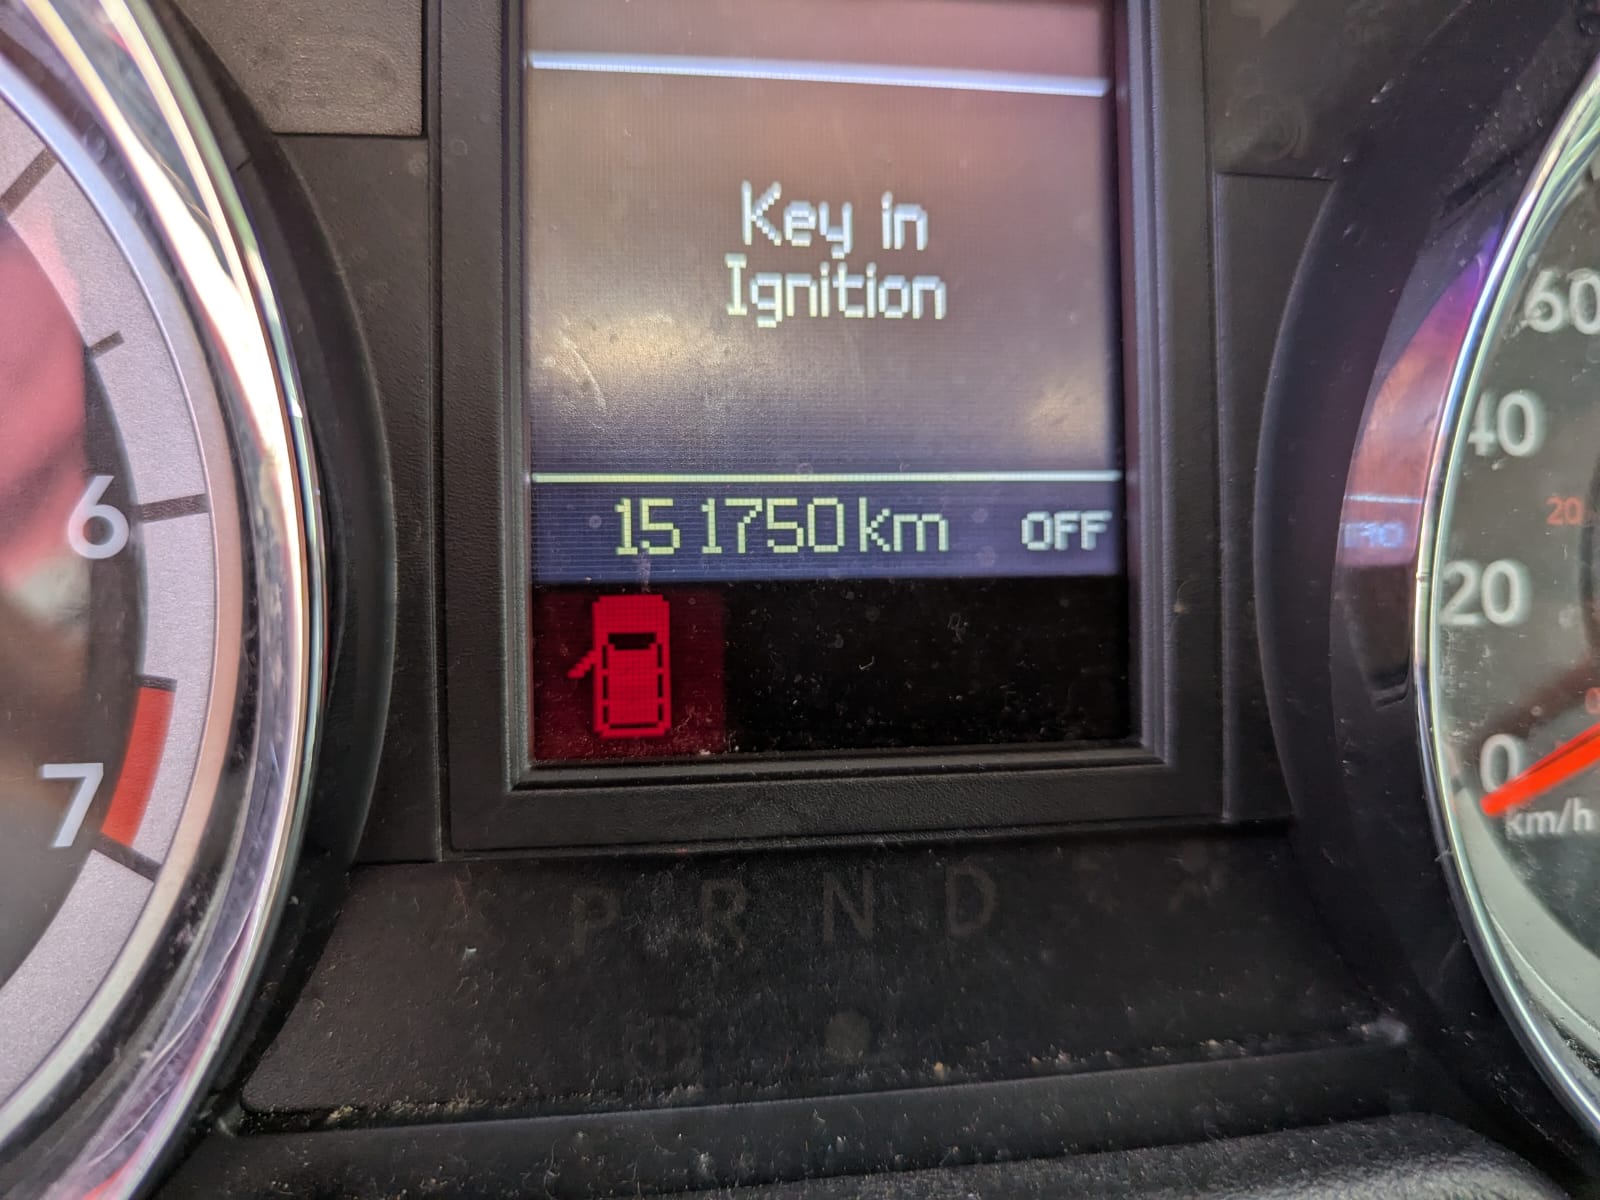 Key in
Ignition
151750 km OFF
6
7
60
40
20
20
0
km/h
P R N D